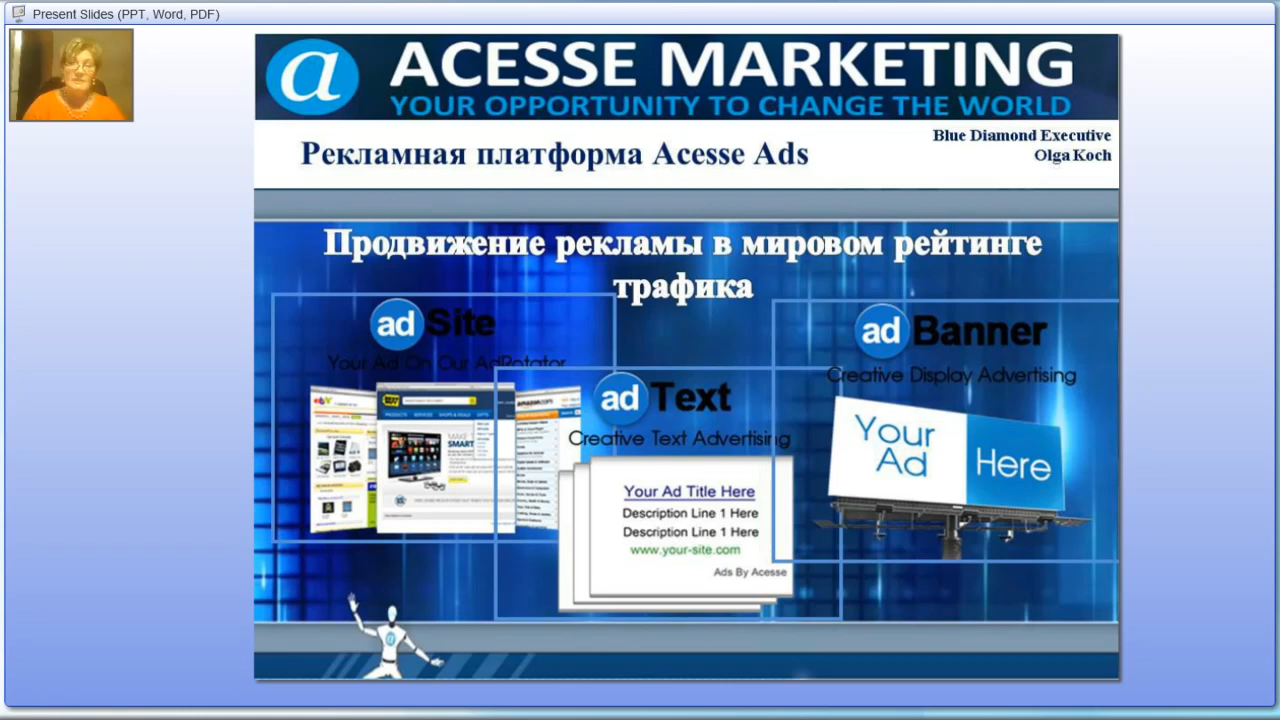 Present Slides (PPT, Word, PDF)
a ACESSE MARKETING
YOUR OPPORTUNITY TO CHANGE THE WORLD
Рекламная платформа Acesse Ads
Blue Diamond Executive
Olga Koch
Продвижение рекламы в мировом рейтинге
трафика
ad Site
Your Ad On Our AdRotator
ad Text
Creative Text Advertising
Your Ad Title Here
Description Line 1 Here
Description Line 1 Here
www.your-site.com
Ads By Acesse
ad Banner
Creative Display Advertising
Your
Ad
Here